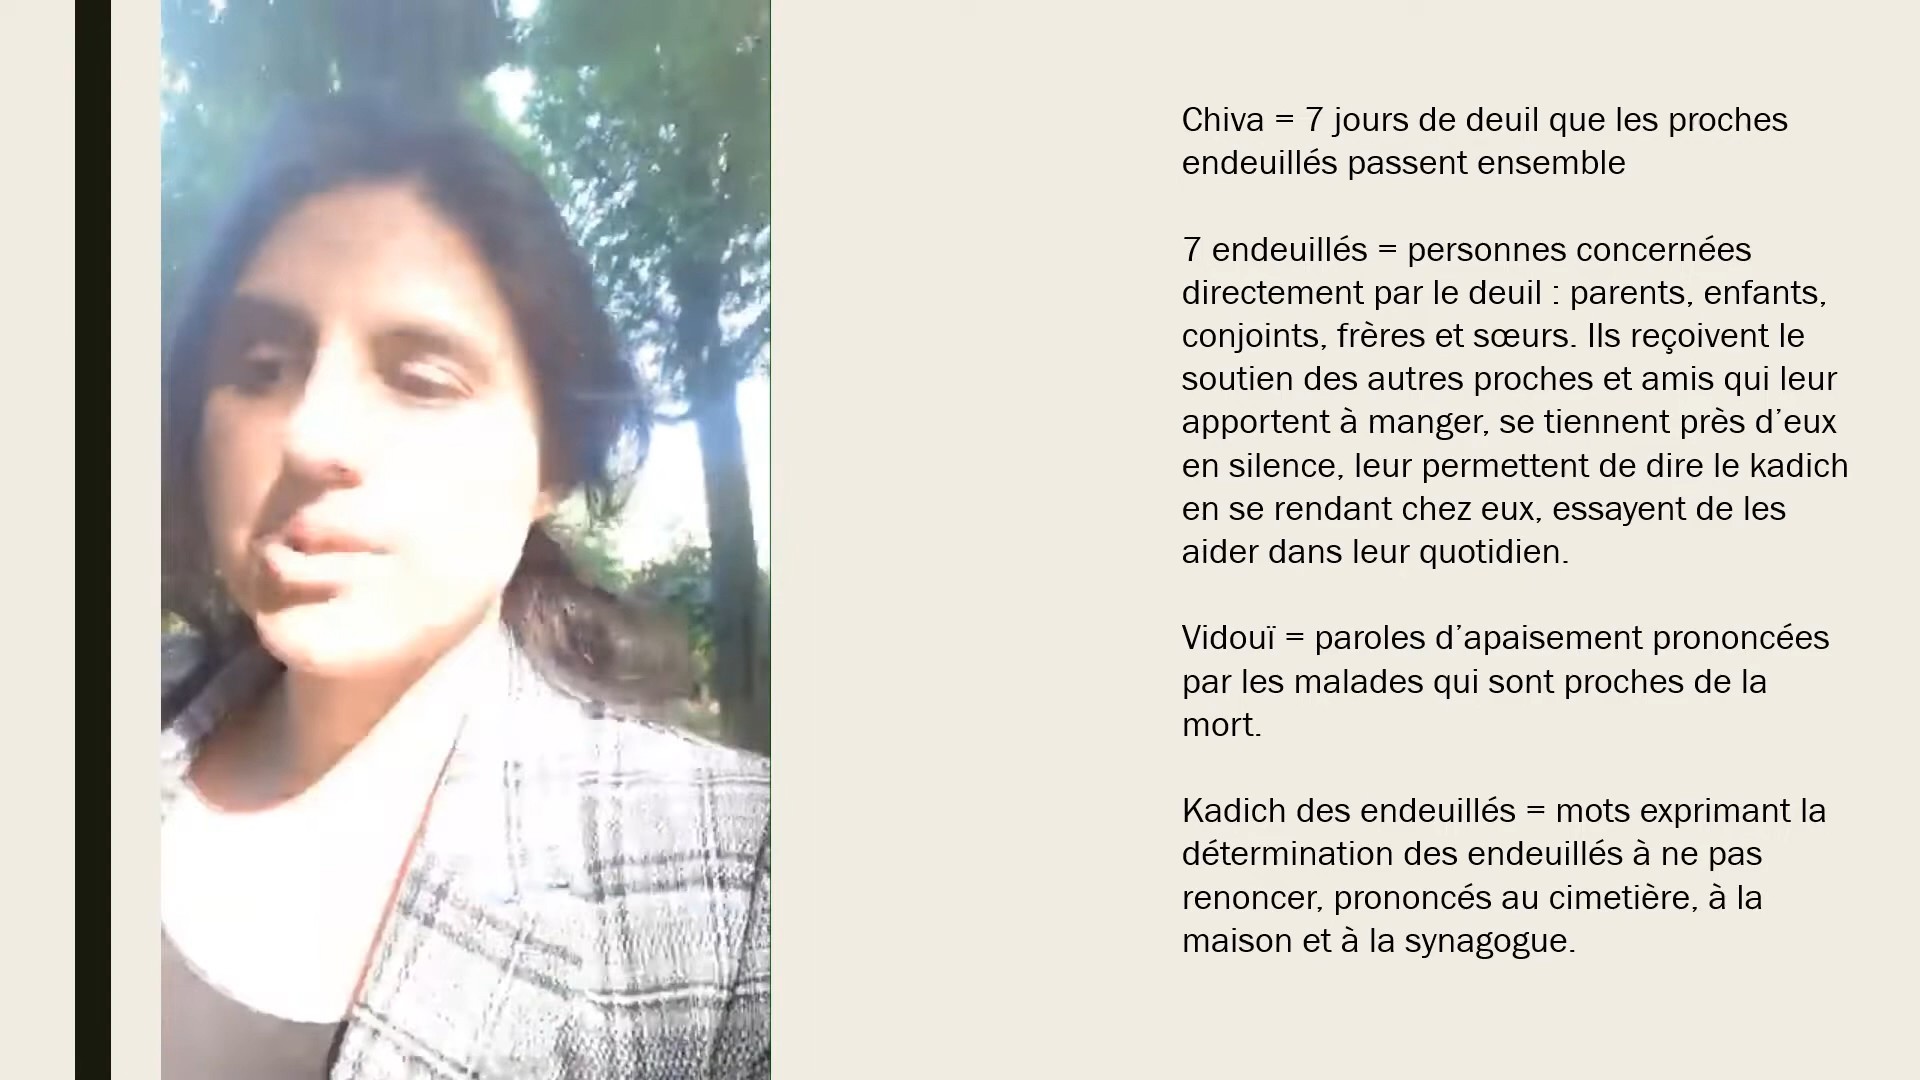 Chiva = 7 jours de deuil que les proches
endeuillés passent ensemble
7 endeuillés = personnes concernées
directement par le deuil : parents, enfants,
conjoints, frères et sœurs. Ils reçoivent le
soutien des autres proches et amis qui leur
apportent à manger, se tiennent près d’eux
en silence, leur permettent de dire le kadich
en se rendant chez eux, essayent de les
aider dans leur quotidien.
Vidouï = paroles d’apaisement prononcées
par les malades qui sont proches de la
mort.
Kadich des endeuillés = mots exprimant la
détermination des endeuillés à ne pas
renoncer, prononcés au cimetière, à la
maison et à la synagogue.